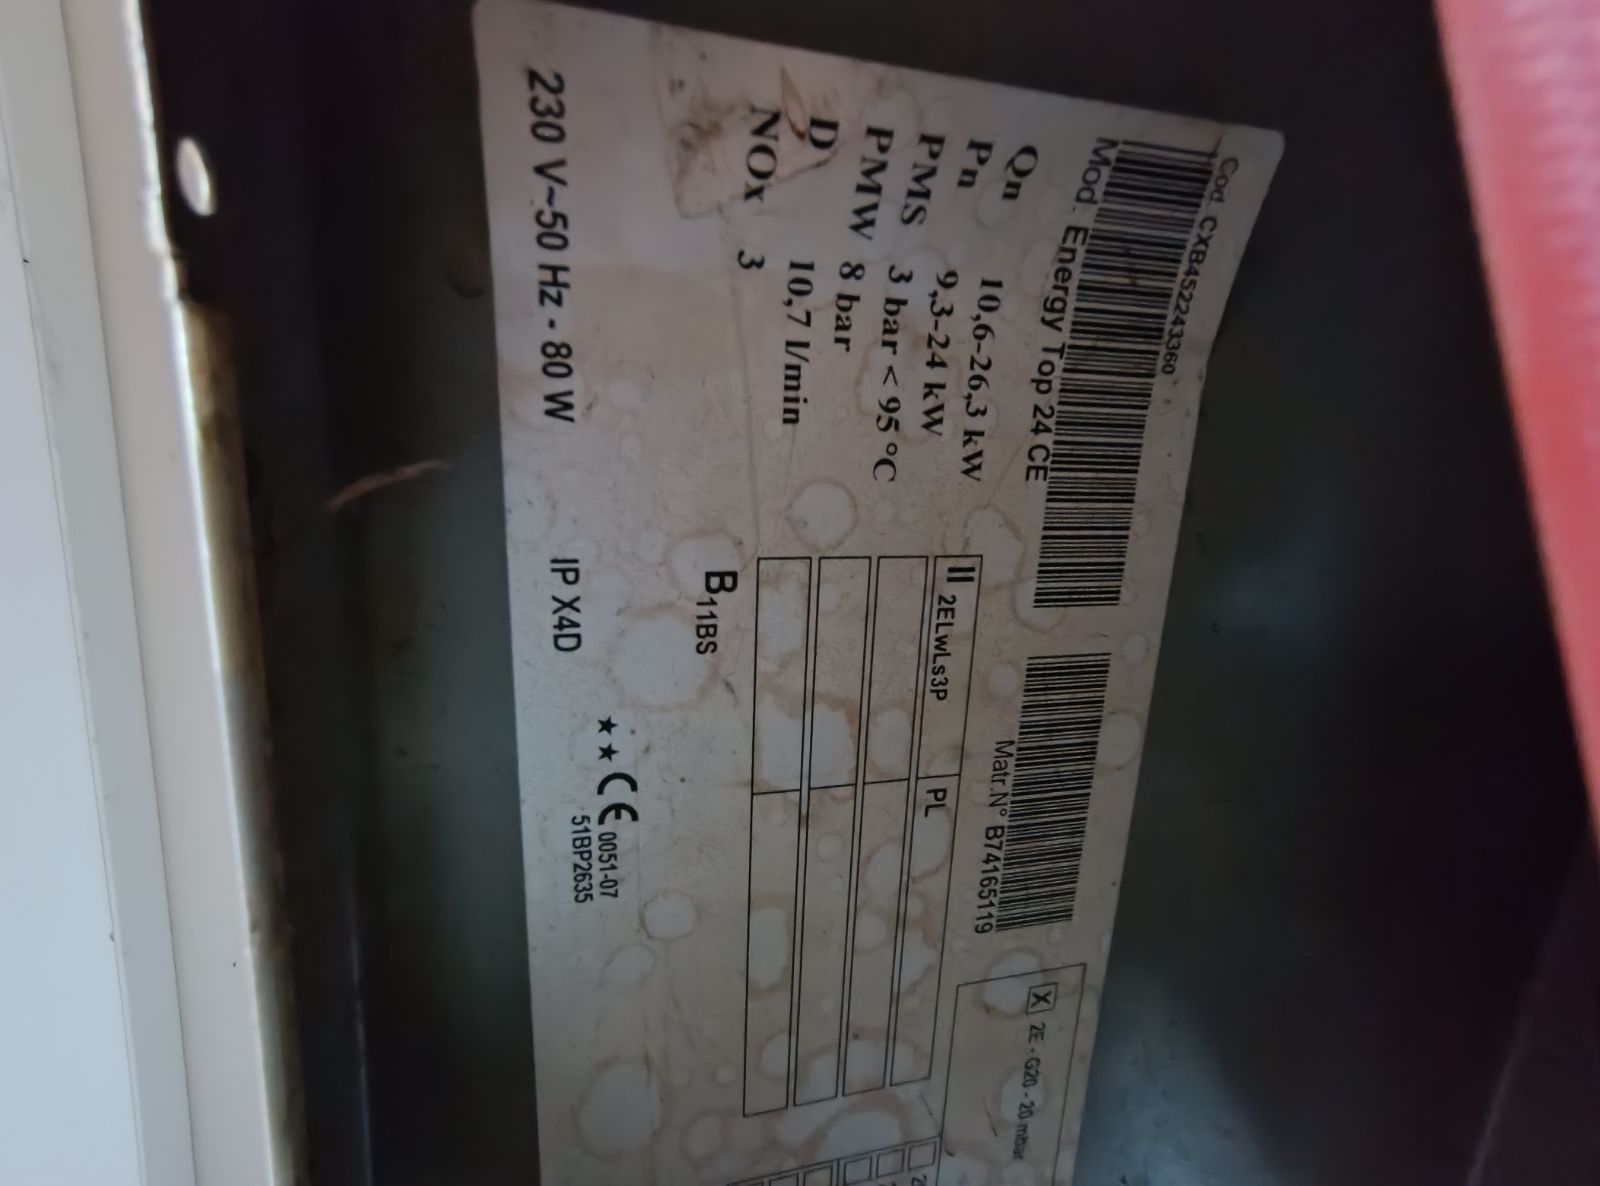 Cod. CXB452243360
Mod: Energy Top 24 CE
Matr.N° B74165119
Qn 10,6-26,3 kW
Pn 9,3-24 kW
PMS 3 bar < 95 °C
PMW 8 bar
D 10,7 l/min
NOx 3
II 2ELwLs3P PL
B11BS
X 2E - G20 - 20 mbar
230 V~50 Hz - 80 W
IP X4D
★★ CE 0051-07
51BP2635